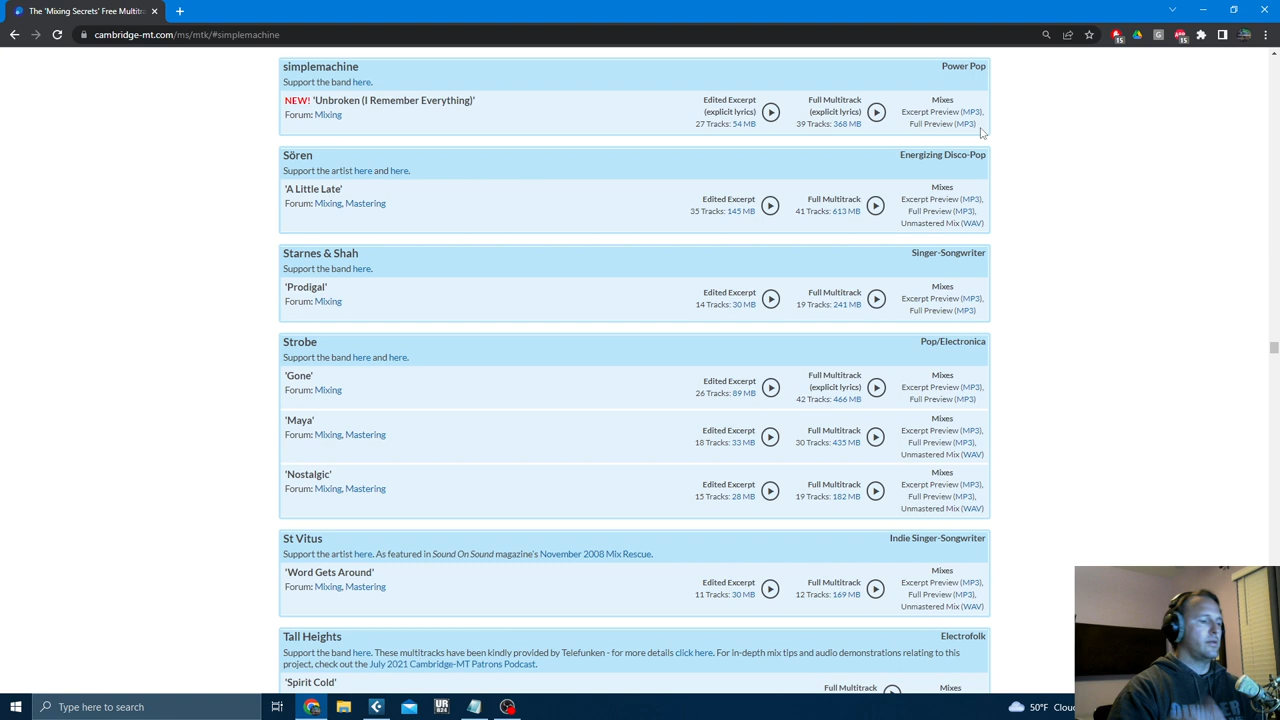 The 'Mixing Secrets' Free Multitr
cambridge-mt.com/ms/mtk/#simplemachine
15
15
simplemachine
Power Pop
Support the band here.
NEW! 'Unbroken (I Remember Everything)'
Forum: Mixing
Edited Excerpt
(explicit lyrics)
27 Tracks: 54 MB
Full Multitrack
(explicit lyrics)
39 Tracks: 368 MB
Mixes
Excerpt Preview (MP3),
Full Preview (MP3)
Sören
Energizing Disco-Pop
Support the artist here and here.
'A Little Late'
Forum: Mixing, Mastering
Edited Excerpt
35 Tracks: 145 MB
Full Multitrack
41 Tracks: 613 MB
Mixes
Excerpt Preview (MP3),
Full Preview (MP3),
Unmastered Mix (WAV)
Starnes & Shah
Singer-Songwriter
Support the band here.
'Prodigal'
Forum: Mixing
Edited Excerpt
14 Tracks: 30 MB
Full Multitrack
19 Tracks: 241 MB
Mixes
Excerpt Preview (MP3),
Full Preview (MP3)
Strobe
Pop/Electronica
Support the band here and here.
'Gone'
Forum: Mixing
Edited Excerpt
26 Tracks: 89 MB
Full Multitrack
(explicit lyrics)
42 Tracks: 466 MB
Mixes
Excerpt Preview (MP3),
Full Preview (MP3)
'Maya'
Forum: Mixing, Mastering
Edited Excerpt
18 Tracks: 33 MB
Full Multitrack
30 Tracks: 435 MB
Mixes
Excerpt Preview (MP3),
Full Preview (MP3),
Unmastered Mix (WAV)
'Nostalgic'
Forum: Mixing, Mastering
Edited Excerpt
15 Tracks: 28 MB
Full Multitrack
19 Tracks: 182 MB
Mixes
Excerpt Preview (MP3),
Full Preview (MP3),
Unmastered Mix (WAV)
St Vitus
Indie Singer-Songwriter
Support the artist here. As featured in Sound On Sound magazine's November 2008 Mix Rescue.
'Word Gets Around'
Forum: Mixing, Mastering
Edited Excerpt
11 Tracks: 30 MB
Full Multitrack
12 Tracks: 169 MB
Mixes
Excerpt Preview (MP3),
Full Preview (MP3),
Unmastered Mix (WAV)
Tall Heights
Electrofolk
Support the band here. These multitracks have been kindly provided by Telefunken - for more details click here. For in-depth mix tips and audio demonstrations relating to this
project, check out the July 2021 Cambridge-MT Patrons Podcast.
'Spirit Cold'
Full Multitrack
Mixes
Type here to search
UR
50°F Cloud